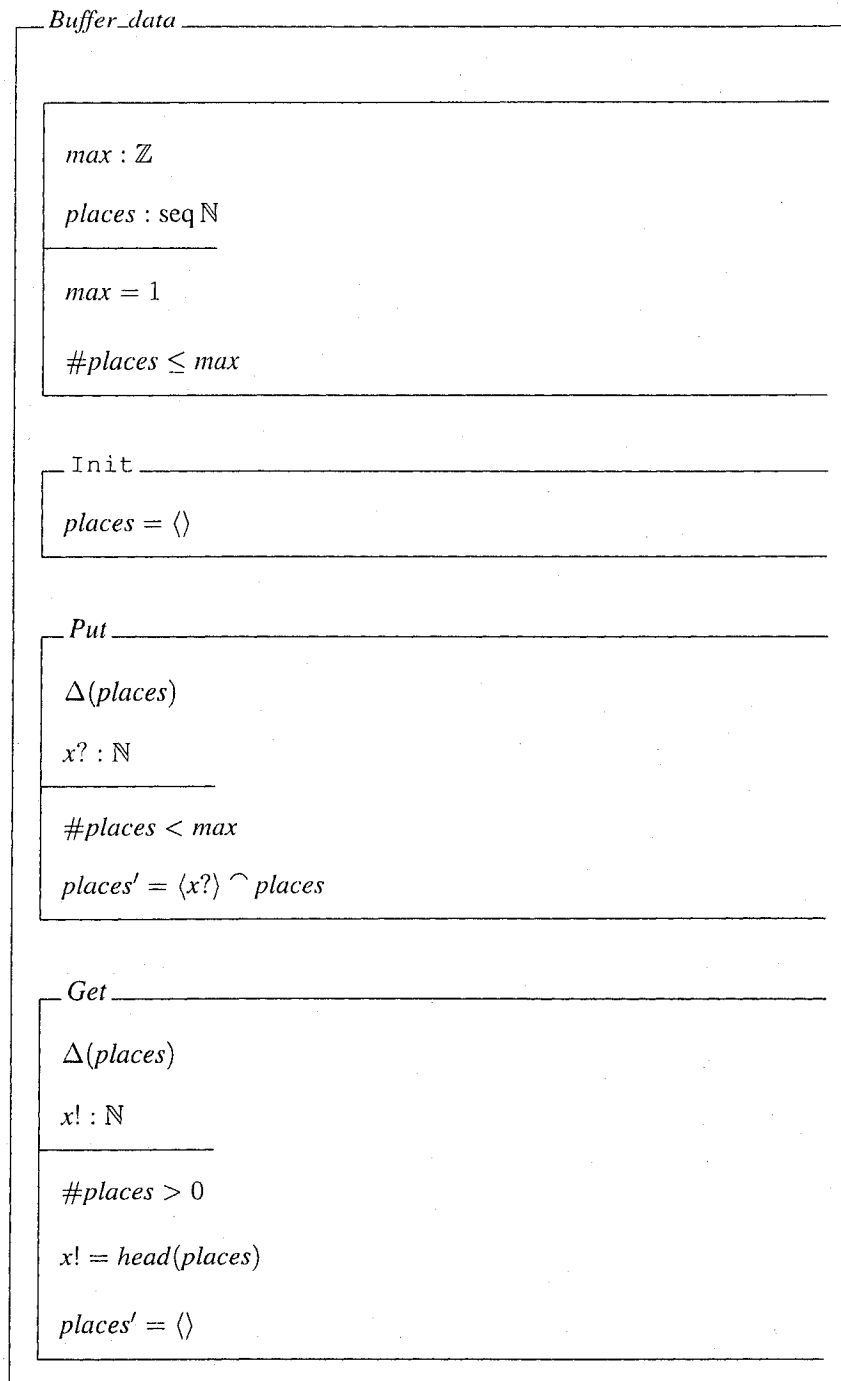 Buffer_data
max : ℤ
places : seq ℕ
max = 1
#places ≤ max
Init
places = ⟨⟩
Put
Δ(places)
x? : ℕ
#places < max
places′ = ⟨x?⟩ ⌢ places
Get
Δ(places)
x! : ℕ
#places > 0
x! = head(places)
places′ = ⟨⟩